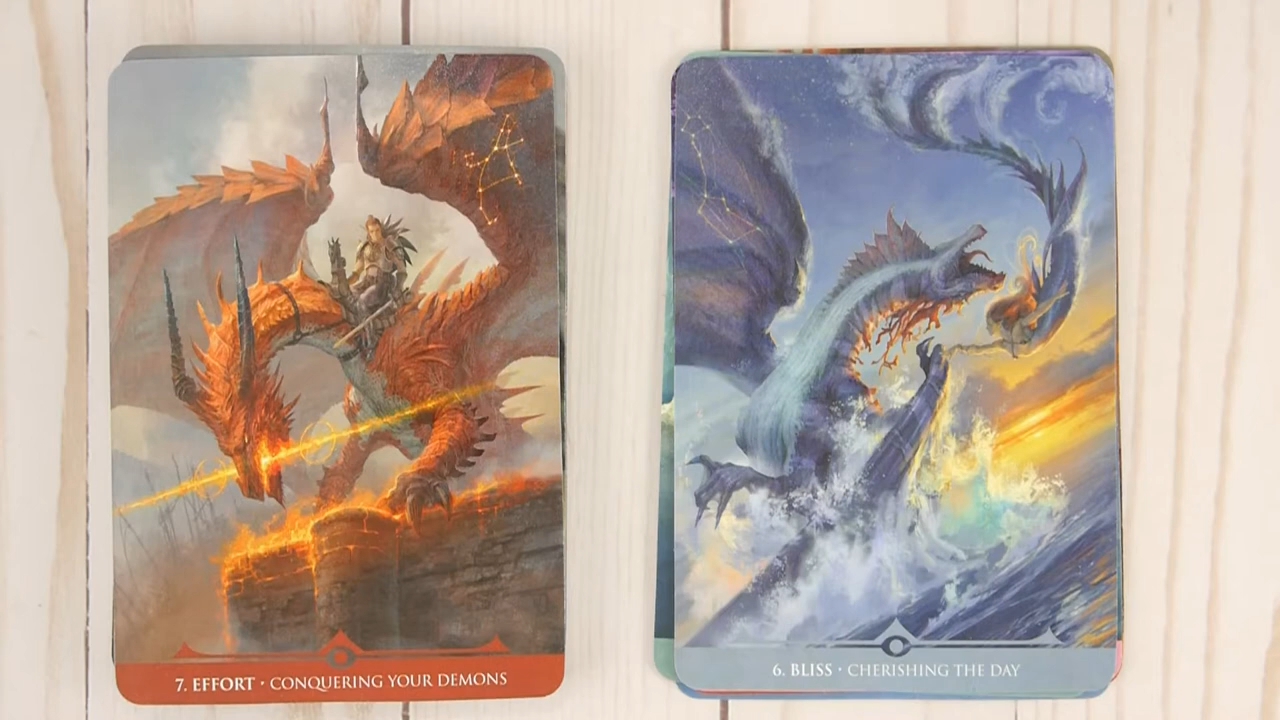 7. EFFORT • CONQUERING YOUR DEMONS
6. BLISS • CHERISHING THE DAY